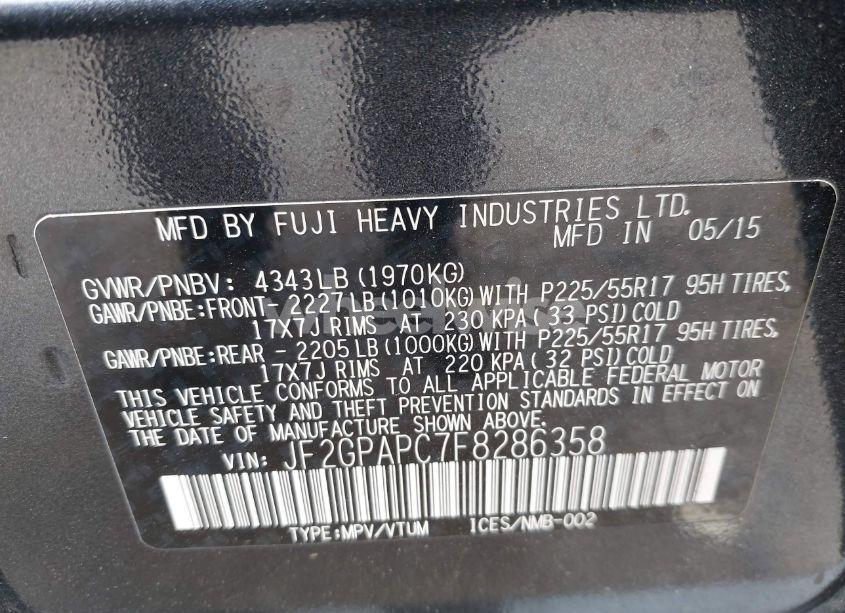 MFD BY FUJI HEAVY INDUSTRIES LTD.
MFD IN 05/15
GVWR/PNBV: 4343LB (1970KG)
GAWR/PNBE:FRONT- 2227LB (1010KG) WITH P225/55R17 95H TIRES,
17X7J RIMS AT 230 KPA ( 33 PSI) COLD
GAWR/PNBE:REAR - 2205LB (1000KG) WITH P225/55R17 95H TIRES,
17X7J RIMS AT 220 KPA ( 32 PSI) COLD
THIS VEHICLE CONFORMS TO ALL APPLICABLE FEDERAL MOTOR
VEHICLE SAFETY AND THEFT PREVENTION STANDARDS IN EFFECT ON
THE DATE OF MANUFACTURE SHOWN ABOVE.
VIN: JF2GPAPC7F8286358
TYPE:MPV/VTUM ICES/NMB-002